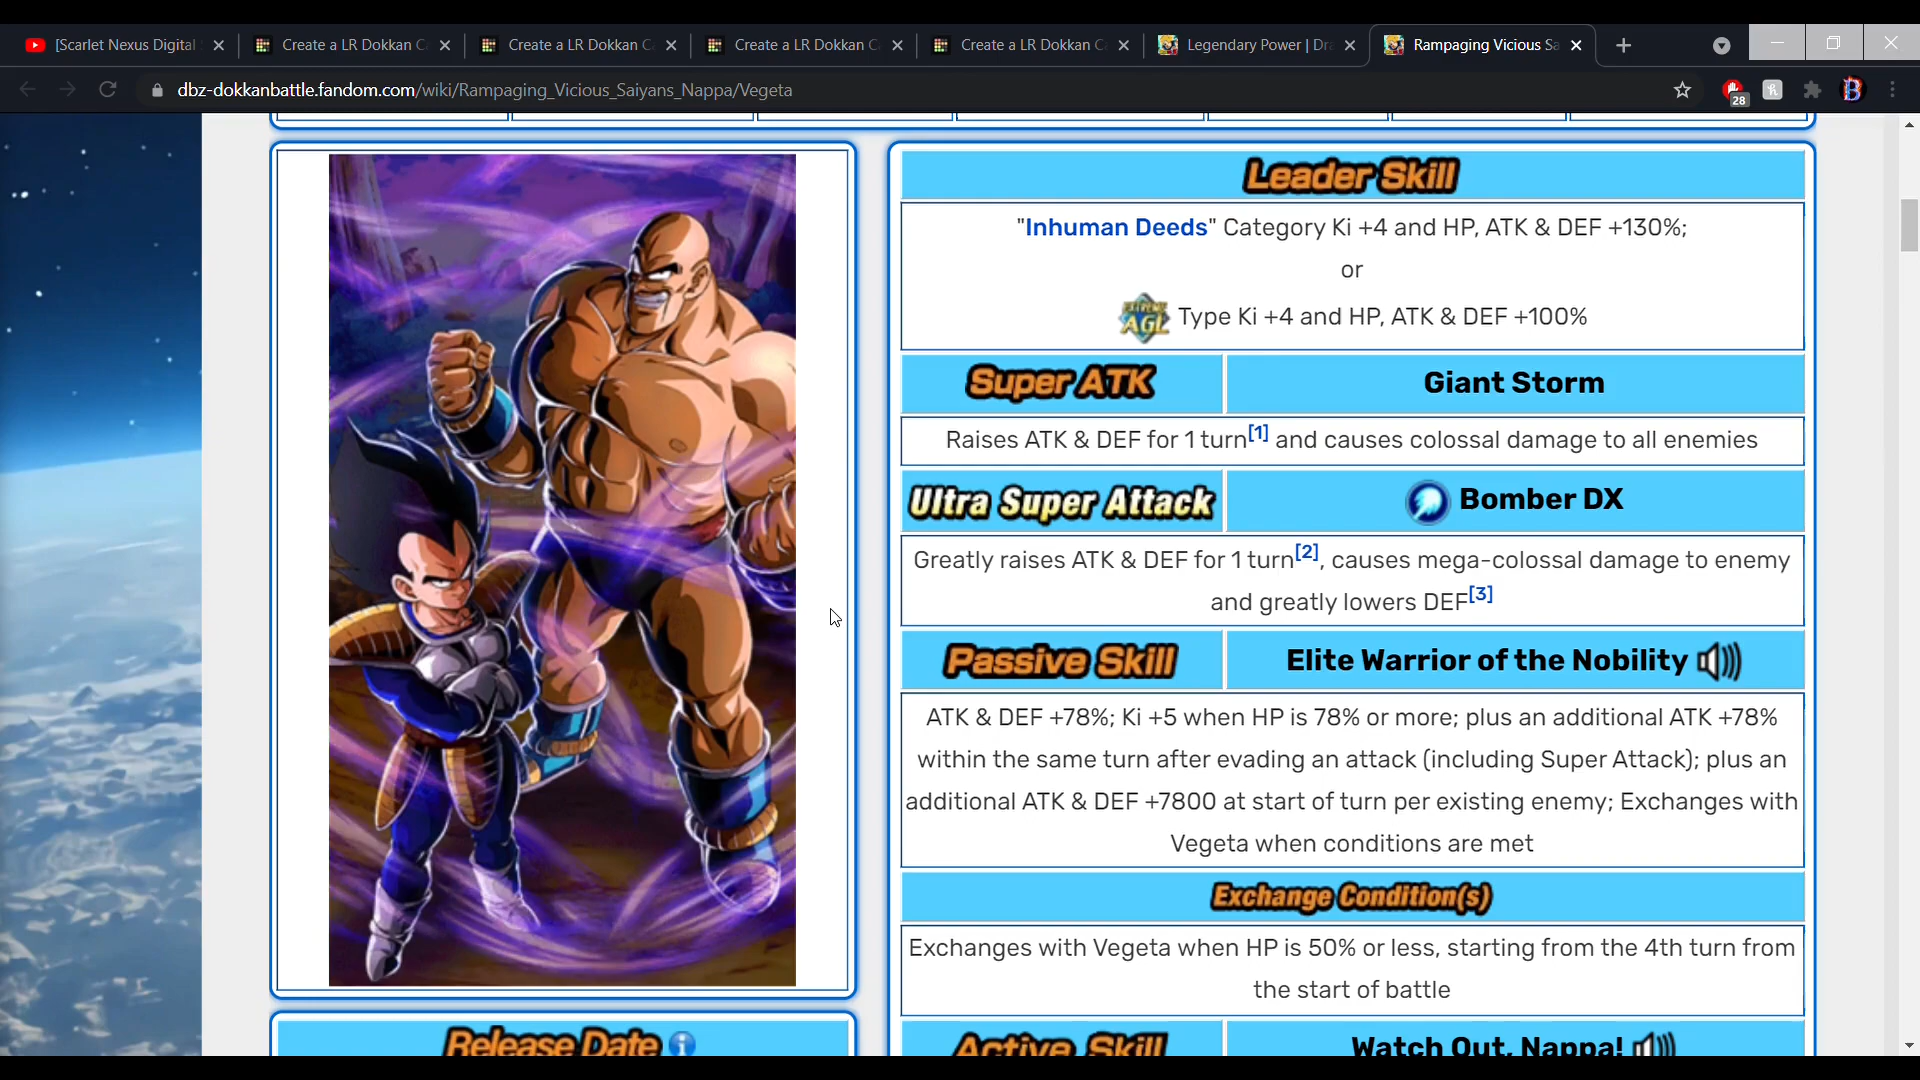 [Scarlet Nexus Digital
Create a LR Dokkan C
Create a LR Dokkan C
Create a LR Dokkan C
Create a LR Dokkan C
Legendary Power | Dr
Rampaging Vicious Sa
dbz-dokkanbattle.fandom.com/wiki/Rampaging_Vicious_Saiyans_Nappa/Vegeta
28
Leader Skill
"Inhuman Deeds" Category Ki +4 and HP, ATK & DEF +130%;
or
EXTREME AGL Type Ki +4 and HP, ATK & DEF +100%
Super ATK
Giant Storm
Raises ATK & DEF for 1 turn[1] and causes colossal damage to all enemies
Ultra Super Attack
Bomber DX
Greatly raises ATK & DEF for 1 turn[2], causes mega-colossal damage to enemy
and greatly lowers DEF[3]
Passive Skill
Elite Warrior of the Nobility
ATK & DEF +78%; Ki +5 when HP is 78% or more; plus an additional ATK +78%
within the same turn after evading an attack (including Super Attack); plus an
additional ATK & DEF +7800 at start of turn per existing enemy; Exchanges with
Vegeta when conditions are met
Exchange Condition(s)
Exchanges with Vegeta when HP is 50% or less, starting from the 4th turn from
the start of battle
Release Date
Active Skill
Watch Out, Nappa!